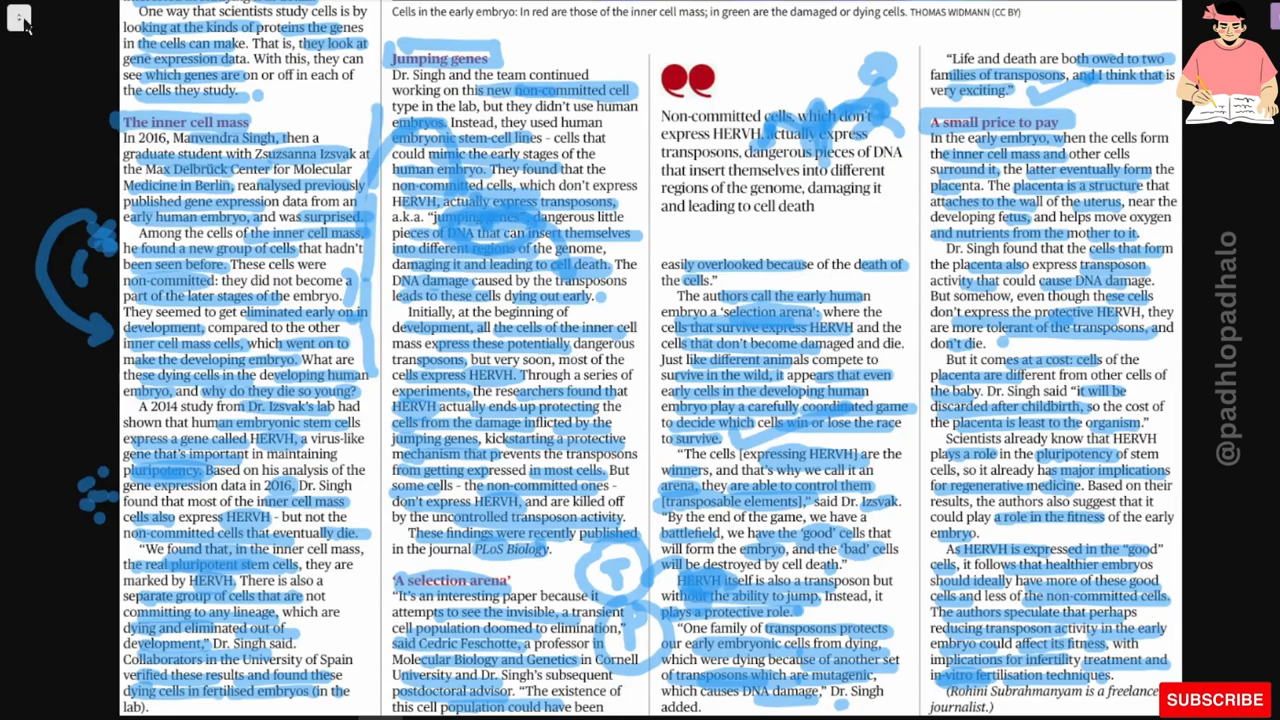 Cells in the early embryo: In red are those of the inner cell mass; in green are the damaged or dying cells. THOMAS WIDMANN (CC BY)
One way that scientists study cells is by
looking at the kinds of proteins the genes
in the cells can make. That is, they look at
gene expression data. With this, they can
see which genes are on or off in each of
the cells they study.
The inner cell mass
In 2016, Manvendra Singh, then a
graduate student with Zsuzsanna Izsvak at
the Max Delbrück Center for Molecular
Medicine in Berlin, reanalysed previously
published gene expression data from an
early human embryo, and was surprised.
Among the cells of the inner cell mass,
he found a new group of cells that hadn't
been seen before. These cells were
non-committed: they did not become a
part of the later stages of the embryo.
They seemed to get eliminated early on in
development, compared to the other
inner cell mass cells, which went on to
make the developing embryo. What are
these dying cells in the developing human
embryo, and why do they die so young?
A 2014 study from Dr. Izsvak's lab had
shown that human embryonic stem cells
express a gene called HERVH, a virus-like
gene that's important in maintaining
pluripotency. Based on his analysis of the
gene expression data in 2016, Dr. Singh
found that most of the inner cell mass
cells also express HERVH - but not the
non-committed cells that eventually die.
"We found that, in the inner cell mass,
the real pluripotent stem cells, they are
marked by HERVH. There is also a
separate group of cells that are not
committing to any lineage, which are
dying and eliminated out of
development," Dr. Singh said.
Collaborators in the University of Spain
verified these results and found these
dying cells in fertilised embryos (in the
lab).
Jumping genes
Dr. Singh and the team continued
working on this new non-committed cell
type in the lab, but they didn't use human
embryos. Instead, they used human
embryonic stem-cell lines - cells that
could mimic the early stages of the
human embryo. They found that the
non-committed cells, which don't express
HERVH, actually express transposons,
a.k.a. "jumping genes", dangerous little
pieces of DNA that can insert themselves
into different regions of the genome,
damaging it and leading to cell death. The
DNA damage caused by the transposons
leads to these cells dying out early.
Initially, at the beginning of
development, all the cells of the inner cell
mass express these potentially dangerous
transposons, but very soon, most of the
cells express HERVH. Through a series of
experiments, the researchers found that
HERVH actually ends up protecting the
cells from the damage inflicted by the
jumping genes, kickstarting a protective
mechanism that prevents the transposons
from getting expressed in most cells. But
some cells - the non-committed ones -
don't express HERVH, and are killed off
by the uncontrolled transposon activity.
These findings were recently published
in the journal PLoS Biology.
'A selection arena'
"It's an interesting paper because it
attempts to see the invisible, a transient
cell population doomed to elimination,"
said Cedric Feschotte, a professor in
Molecular Biology and Genetics in Cornell
University and Dr. Singh's subsequent
postdoctoral advisor. "The existence of
this cell population could have been
Non-committed cells, which don't
express HERVH, actually express
transposons, dangerous pieces of DNA
that insert themselves into different
regions of the genome, damaging it
and leading to cell death
easily overlooked because of the death of
the cells."
The authors call the early human
embryo a 'selection arena': where the
cells that survive express HERVH and the
cells that don't become damaged and die.
Just like different animals compete to
survive in the wild, it appears that even
early cells in the developing human
embryo play a carefully coordinated game
to decide which cells win or lose the race
to survive.
"The cells [expressing HERVH] are the
winners, and that's why we call it an
arena, they are able to control them
[transposable elements]," said Dr. Izsvak.
"By the end of the game, we have a
battlefield, we have the 'good' cells that
will form the embryo, and the 'bad' cells
will be destroyed by cell death."
HERVH itself is also a transposon but
without the ability to jump. Instead, it
plays a protective role.
"One family of transposons protects
our early embryonic cells from dying,
which were dying because of another set
of transposons which are mutagenic,
which causes DNA damage," Dr. Singh
added.
"Life and death are both owed to two
families of transposons, and I think that is
very exciting."
A small price to pay
In the early embryo, when the cells form
the inner cell mass and other cells
surround it, the latter eventually form the
placenta. The placenta is a structure that
attaches to the wall of the uterus, near the
developing fetus, and helps move oxygen
and nutrients from the mother to it.
Dr. Singh found that the cells that form
the placenta also express transposon
activity that could cause DNA damage.
But somehow, even though these cells
don't express the protective HERVH, they
are more tolerant of the transposons, and
don't die.
But it comes at a cost: cells of the
placenta are different from other cells of
the baby. Dr. Singh said "it will be
discarded after childbirth, so the cost of
the placenta is least to the organism."
Scientists already know that HERVH
plays a role in the pluripotency of stem
cells, so it already has major implications
for regenerative medicine. Based on their
results, the authors also suggest that it
could play a role in the fitness of the early
embryo.
As HERVH is expressed in the "good"
cells, it follows that healthier embryos
should ideally have more of these good
cells and less of the non-committed cells.
The authors speculate that perhaps
reducing transposon activity in the early
embryo could affect its fitness, with
implications for infertility treatment and
in-vitro fertilisation techniques.
(Rohini Subrahmanyam is a freelance
journalist.)
T
P
@padhlopadhalo
SUBSCRIBE